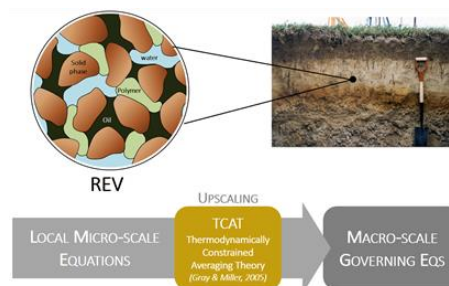 Solid
phase
water
Polymer
Oil
REV
UPSCALING
LOCAL MICRO-SCALE
EQUATIONS
TCAT
Thermodynamically
Constrained
Averaging Theory
(Gray & Miller, 2005)
MACRO-SCALE
GOVERNING EQS